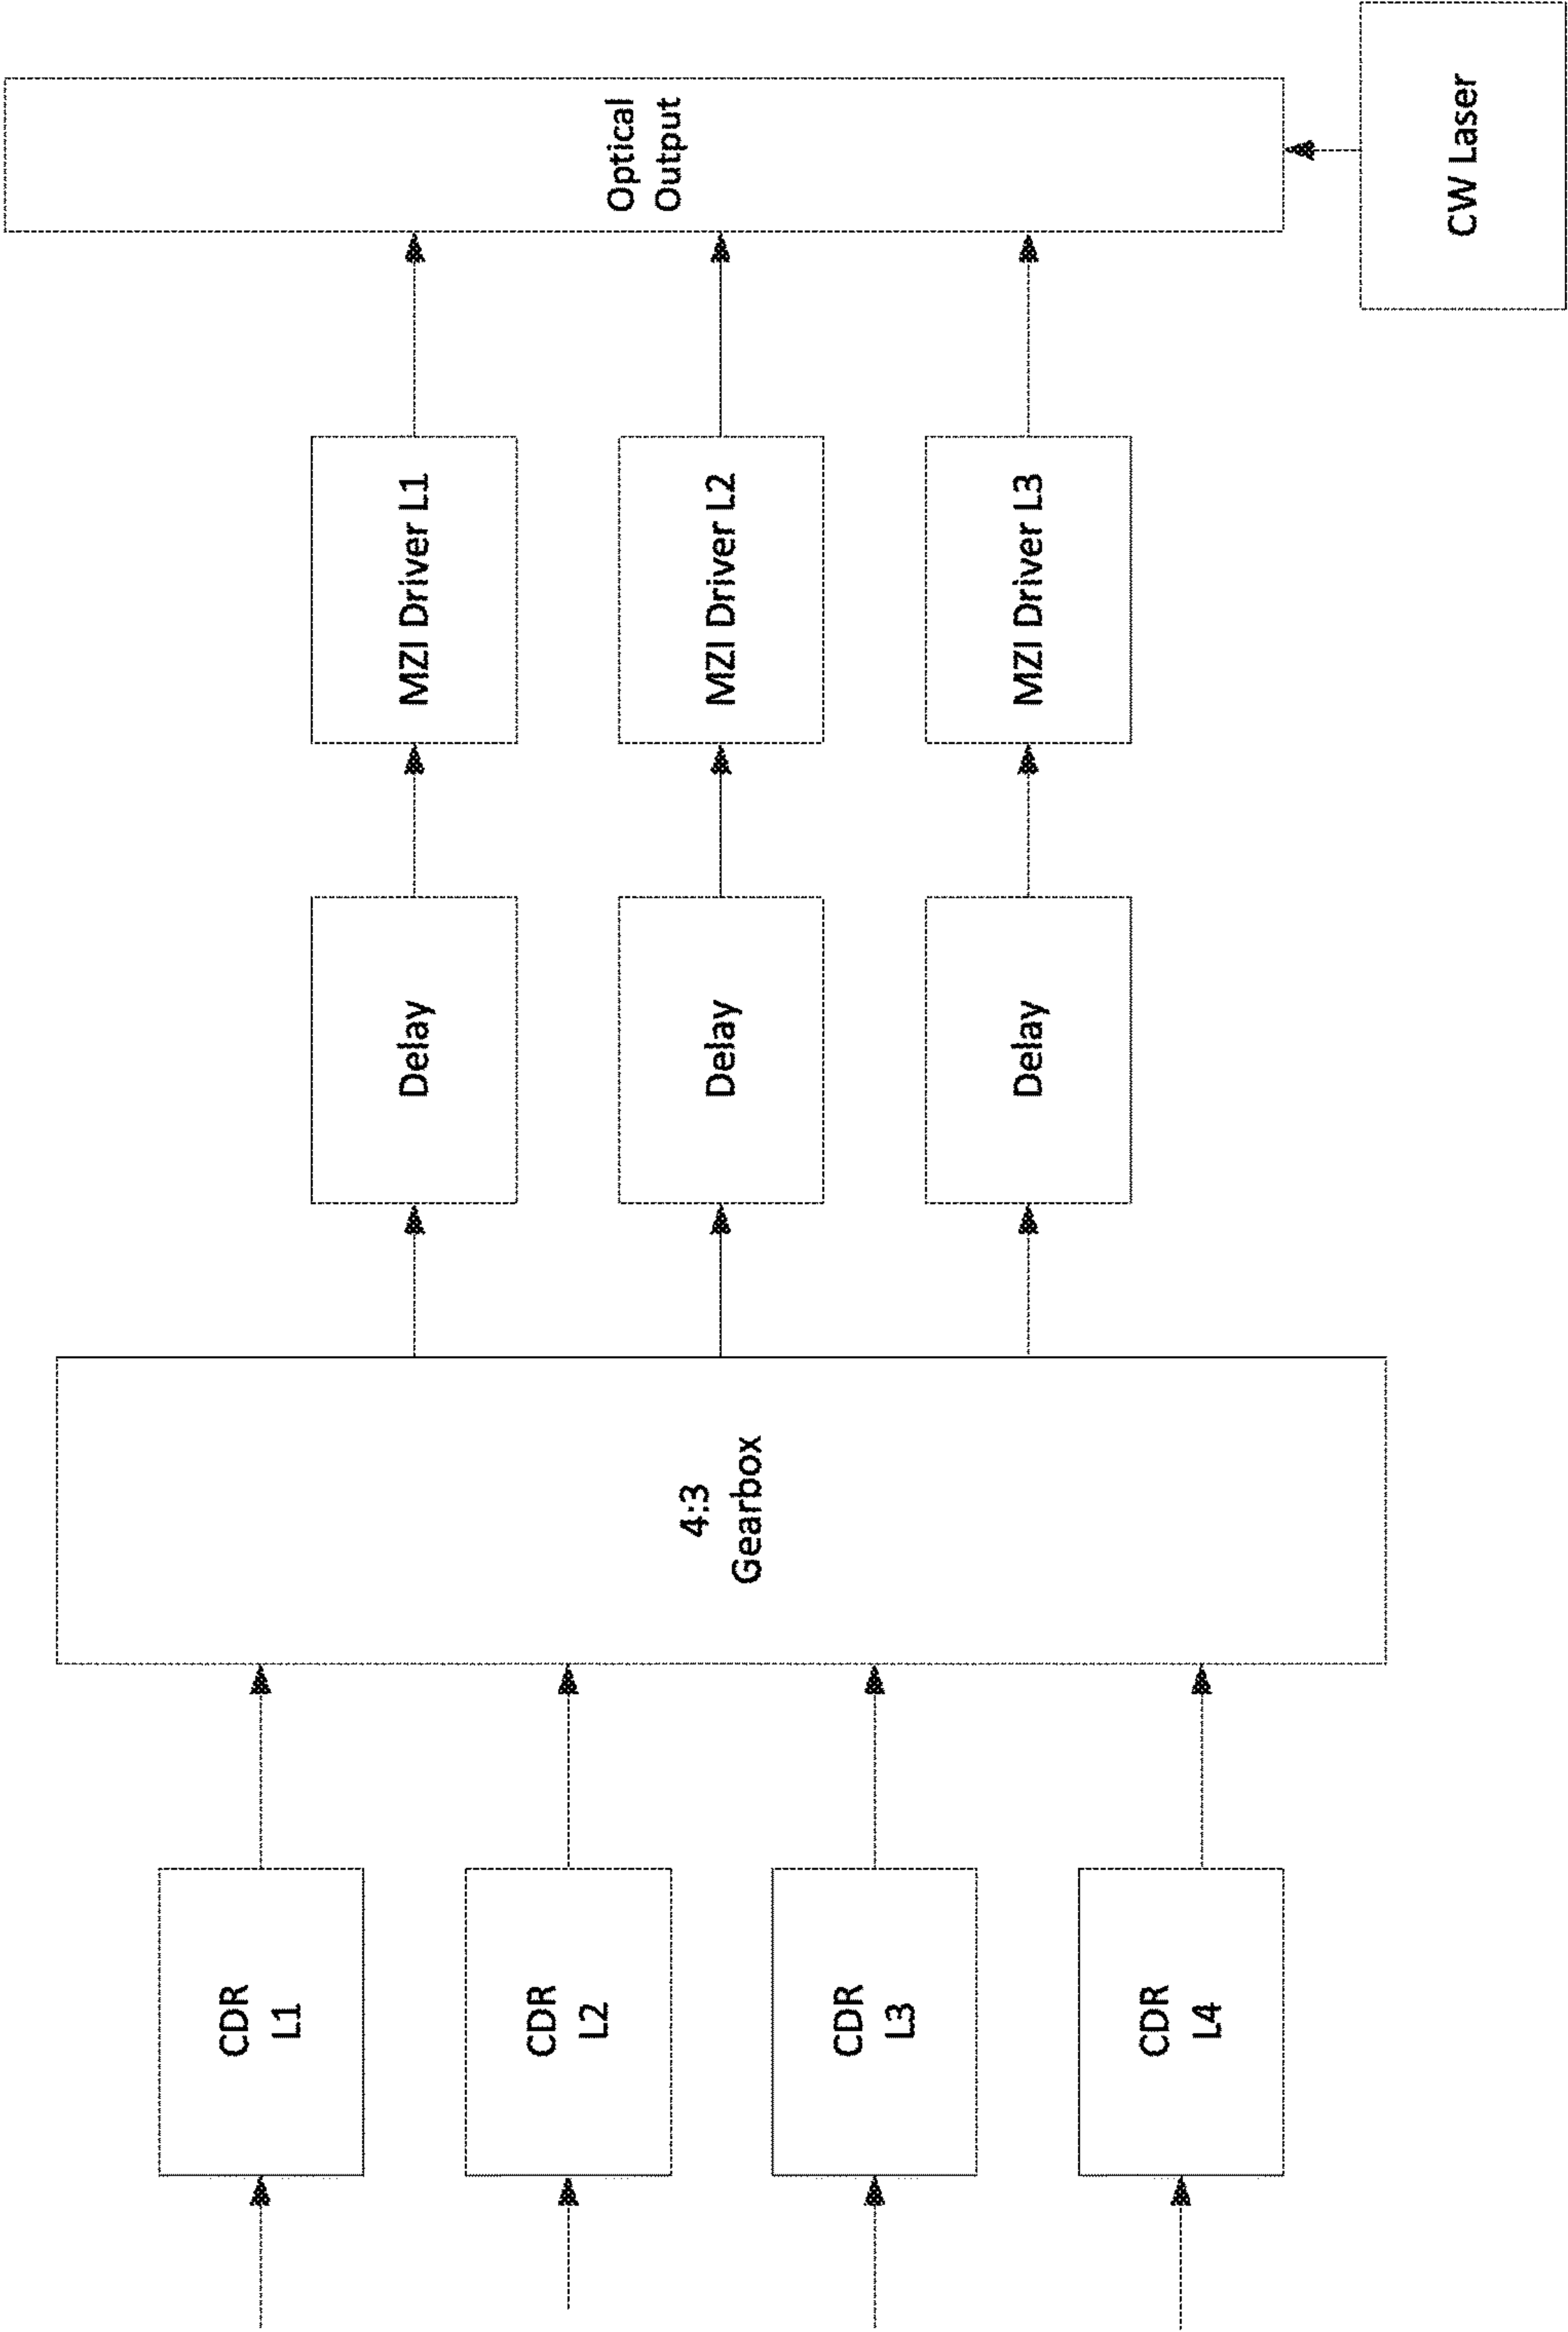 CDR
L1
CDR
L2
CDR
L3
CDR
L4
4:3
Gearbox
Delay
Delay
Delay
MZI Driver L1
MZI Driver L2
MZI Driver L3
Optical
Output
CW Laser